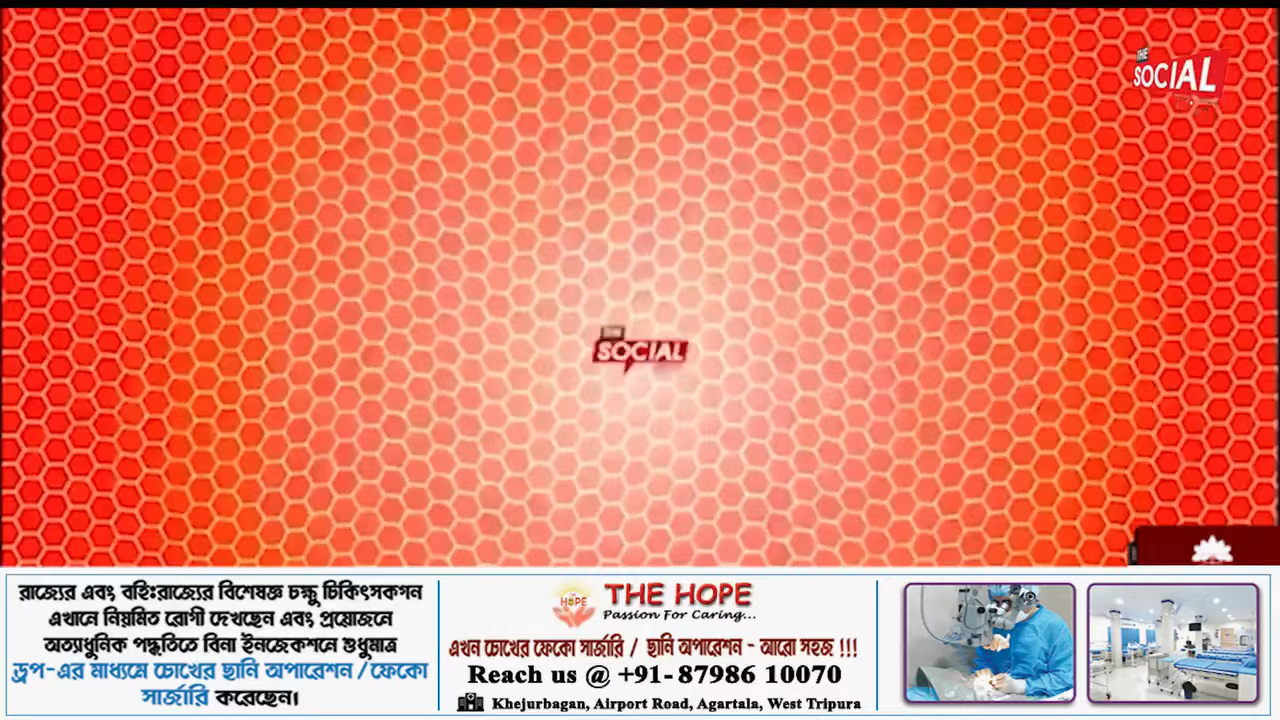 THE
SOCIAL
SOCIAL
রাজ্যের এবং বহিঃরাজ্যের বিশেষজ্ঞ চক্ষু চিকিৎসকগন
এখানে নিয়মিত রোগী দেখছেন এবং প্রয়োজনে
অত্যাধুনিক পদ্ধতিতে বিনা ইনজেকশনে শুধুমাত্র
ড্রপ-এর মাধ্যমে চোখের ছানি অপারেশন / ফেকো
সার্জারি করেছেন।
HOPE
THE HOPE
Passion For Caring...
এখন চোখের ফেকো সার্জারি / ছানি অপারেশন - আরো সহজ !!!
Reach us @ +91- 87986 10070
Khejurbagan, Airport Road, Agartala, West Tripura